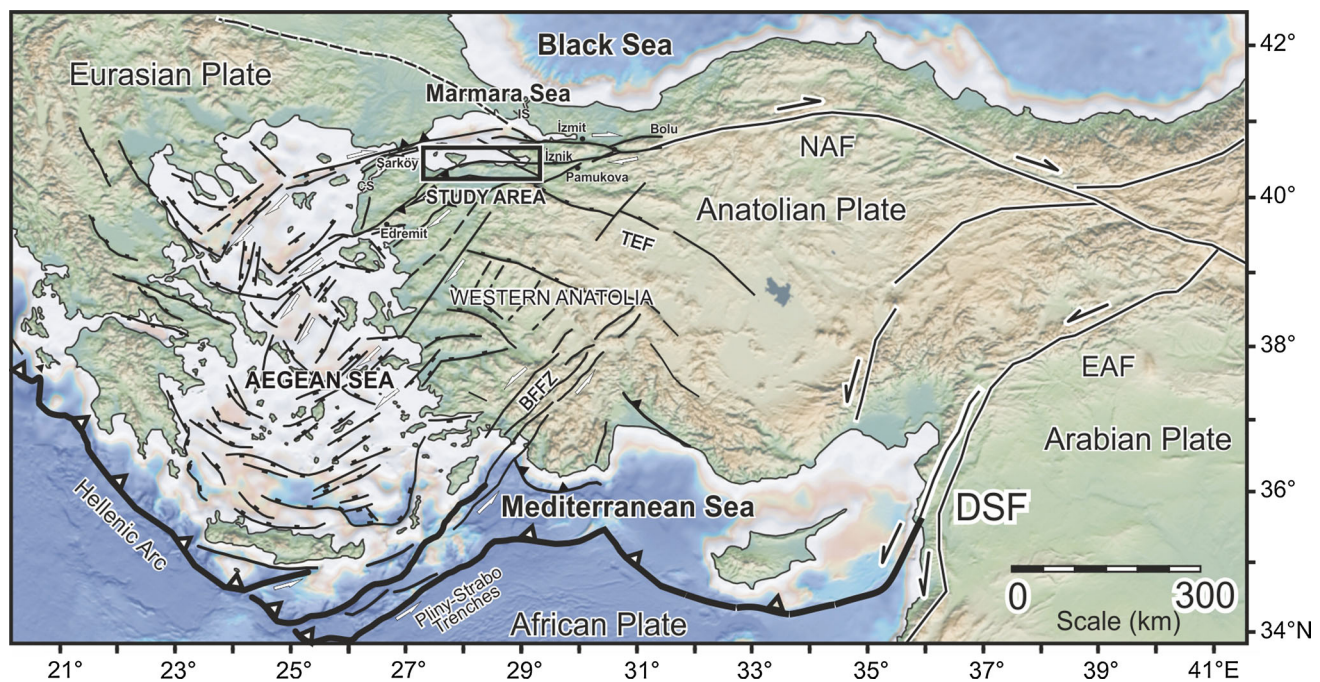 Black Sea
42°
Eurasian Plate
Marmara Sea
İS
İzmit
Bolu
NAF
Şarköy
İznik
ÇS
Pamukova
STUDY AREA
40°
Anatolian Plate
Edremit
TEF
WESTERN ANATOLIA
38°
AEGEAN SEA
BFFZ
EAF
Arabian Plate
Hellenic Arc
36°
Mediterranean Sea
DSF
Pliny-Strabo
Trenches
0
300
Scale (km)
African Plate
34°N
21°
23°
25°
27°
29°
31°
33°
35°
37°
39°
41°E